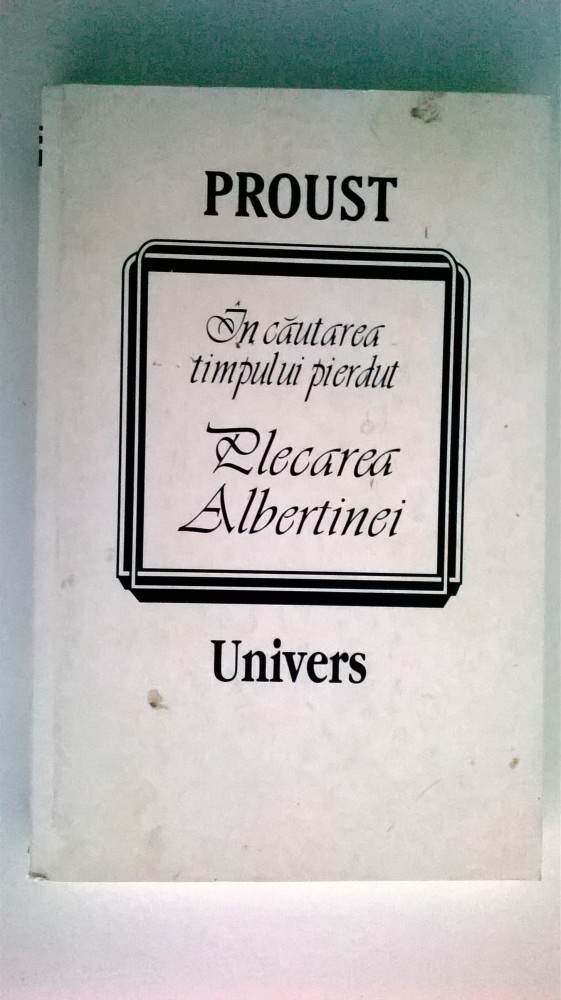 PROUST
În căutarea
timpului pierdut
Plecarea
Albertinei
Univers